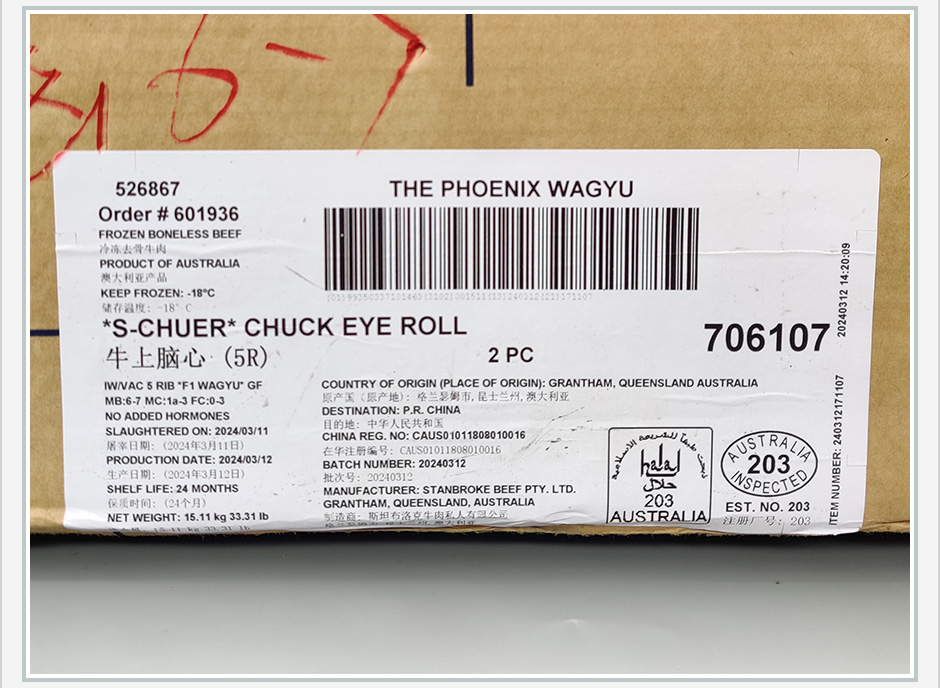 6-7
526867
Order # 601936
FROZEN BONELESS BEEF
冷冻去骨牛肉
PRODUCT OF AUSTRALIA
澳大利亚产品
KEEP FROZEN: -18°C
储存温度: -18°C
THE PHOENIX WAGYU
*S-CHUER* CHUCK EYE ROLL
牛上脑心 (5R)
2 PC
706107
20240312 14:20:09
IW/VAC 5 RIB "F1 WAGYU" GF
MB:6-7 MC:1a-3 FC:0-3
NO ADDED HORMONES
SLAUGHTERED ON: 2024/03/11
屠宰日期: (2024年3月11日)
PRODUCTION DATE: 2024/03/12
生产日期: (2024年3月12日)
SHELF LIFE: 24 MONTHS
保质时间: (24个月)
NET WEIGHT: 15.11 kg 33.31 lb
COUNTRY OF ORIGIN (PLACE OF ORIGIN): GRANTHAM, QUEENSLAND AUSTRALIA
原产国 (原产地): 格兰瑟姆市,昆士兰州,澳大利亚
DESTINATION: P.R. CHINA
目的地: 中华人民共和国
CHINA REG. NO: CAUS01011808010016
在华注册编号: CAUS01011808010016
BATCH NUMBER: 20240312
批次号: 20240312
MANUFACTURER: STANBROKE BEEF PTY. LTD.
GRANTHAM, QUEENSLAND, AUSTRALIA
制造商: 斯坦布洛克牛肉私人有限公司
halal
حلال
203
AUSTRALIA
AUSTRALIA
203
INSPECTED
EST. NO. 203
注册厂号: 203
ITEM NUMBER: 240312171107